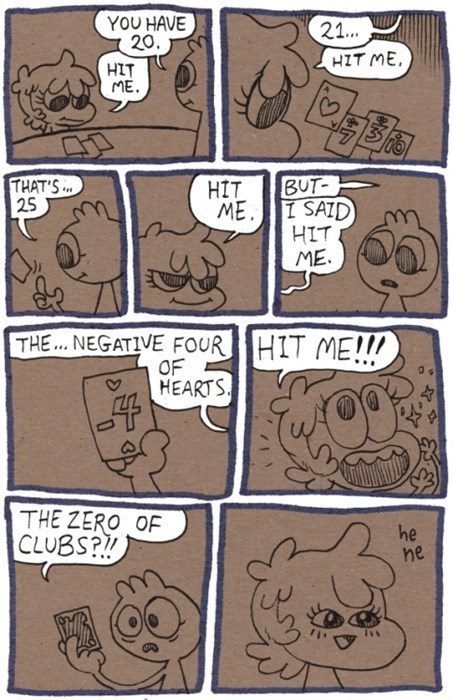 YOU HAVE
20.
HIT
ME.
21...
HIT ME.
A
7
3
10
THAT'S...
25
HIT
ME.
BUT-
I SAID
HIT
ME.
THE... NEGATIVE FOUR
OF
HEARTS.
-4
HIT ME!!!
THE ZERO OF
CLUBS?!!
he
he